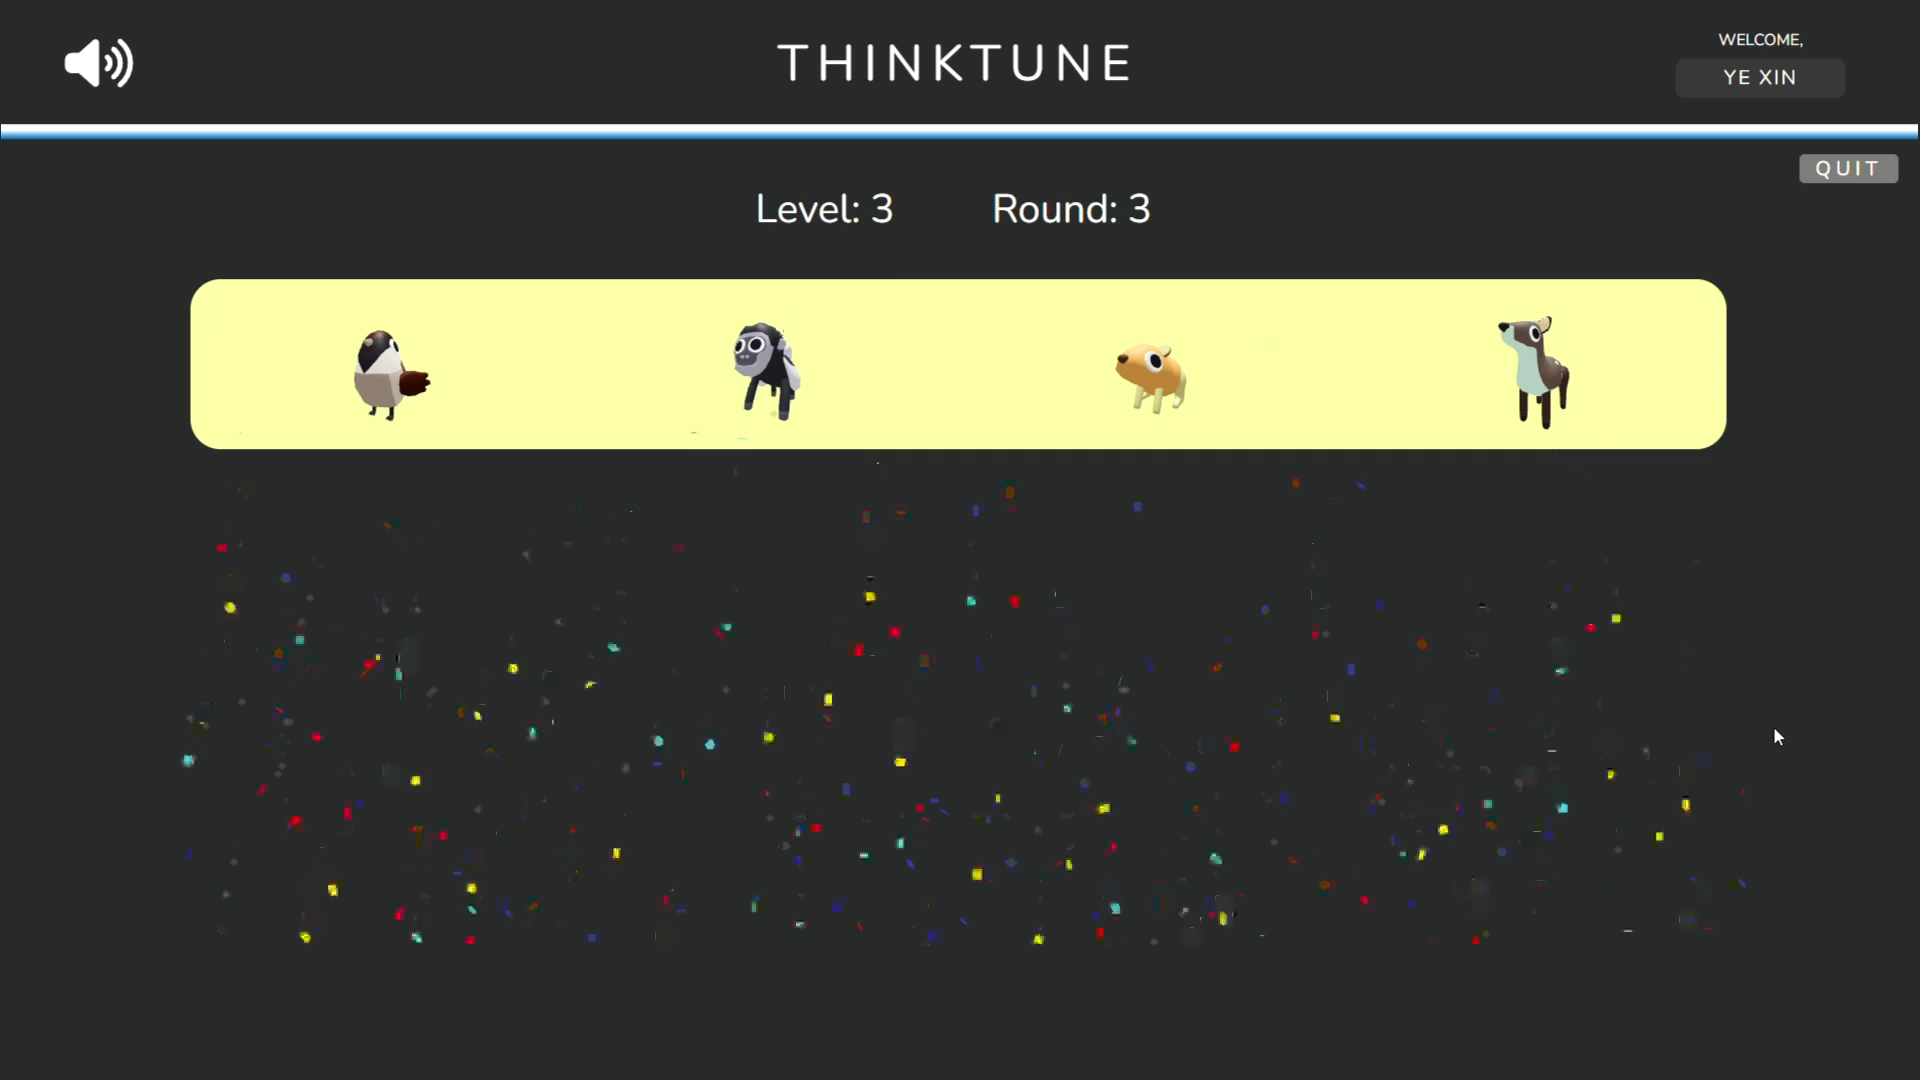 THINKTUNE
WELCOME,
YE XIN
QUIT
Level: 3
Round: 3